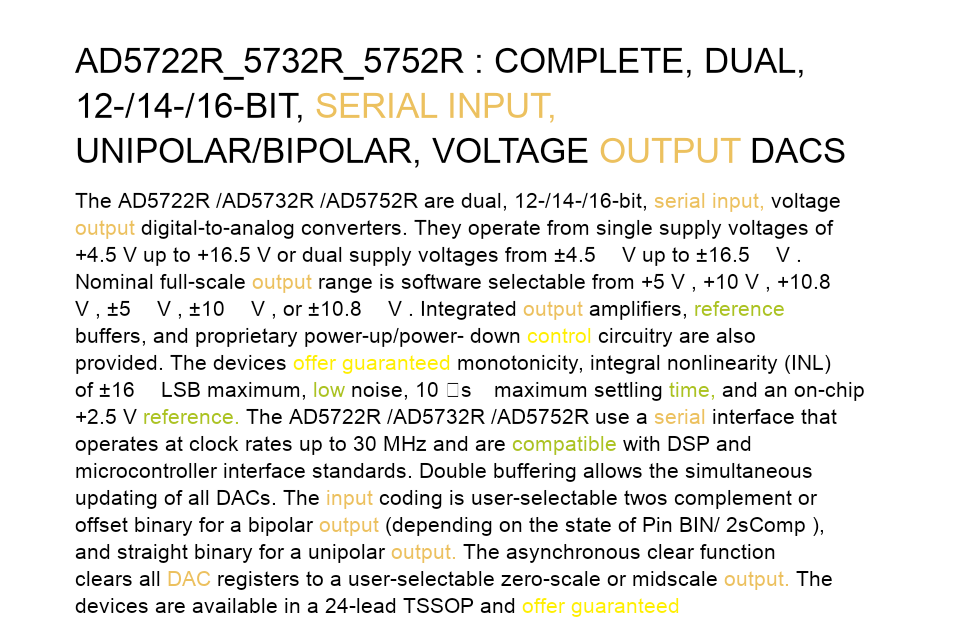 AD5722R_5732R_5752R : COMPLETE, DUAL,
12-/14-/16-BIT, SERIAL INPUT,
UNIPOLAR/BIPOLAR, VOLTAGE OUTPUT DACS
The AD5722R /AD5732R /AD5752R are dual, 12-/14-/16-bit, serial input, voltage
output digital-to-analog converters. They operate from single supply voltages of
+4.5 V up to +16.5 V or dual supply voltages from ±4.5 V up to ±16.5 V .
Nominal full-scale output range is software selectable from +5 V , +10 V , +10.8
V , ±5 V , ±10 V , or ±10.8 V . Integrated output amplifiers, reference
buffers, and proprietary power-up/power- down control circuitry are also
provided. The devices offer guaranteed monotonicity, integral nonlinearity (INL)
of ±16 LSB maximum, low noise, 10 □s maximum settling time, and an on-chip
+2.5 V reference. The AD5722R /AD5732R /AD5752R use a serial interface that
operates at clock rates up to 30 MHz and are compatible with DSP and
microcontroller interface standards. Double buffering allows the simultaneous
updating of all DACs. The input coding is user-selectable twos complement or
offset binary for a bipolar output (depending on the state of Pin BIN/ 2sComp ),
and straight binary for a unipolar output. The asynchronous clear function
clears all DAC registers to a user-selectable zero-scale or midscale output. The
devices are available in a 24-lead TSSOP and offer guaranteed